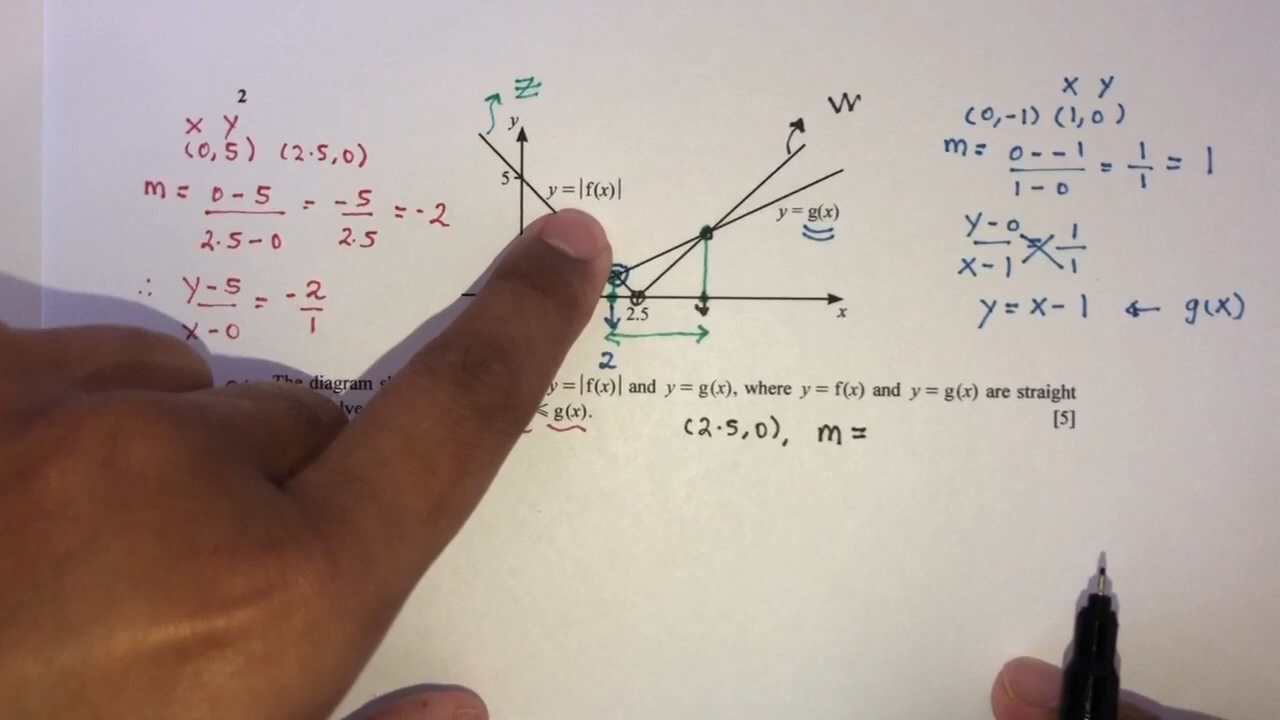 2
x y
(0,5) (2.5,0)
m = 0-5 / 2.5-0 = -5 / 2.5 = -2
∴ y-5 / x-0 = -2 / 1
Z
y
5
y = |f(x)|
W
y = g(x)
2.5
x
2
x y
(0,-1) (1,0)
m = 0--1 / 1-0 = 1 / 1 = 1
y-0 / x-1 = 1 / 1
y = x-1 ← g(x)
The diagram
y = |f(x)| and y = g(x), where y = f(x) and y = g(x) are straight
⩽ g(x). [5]
(2.5,0), m =